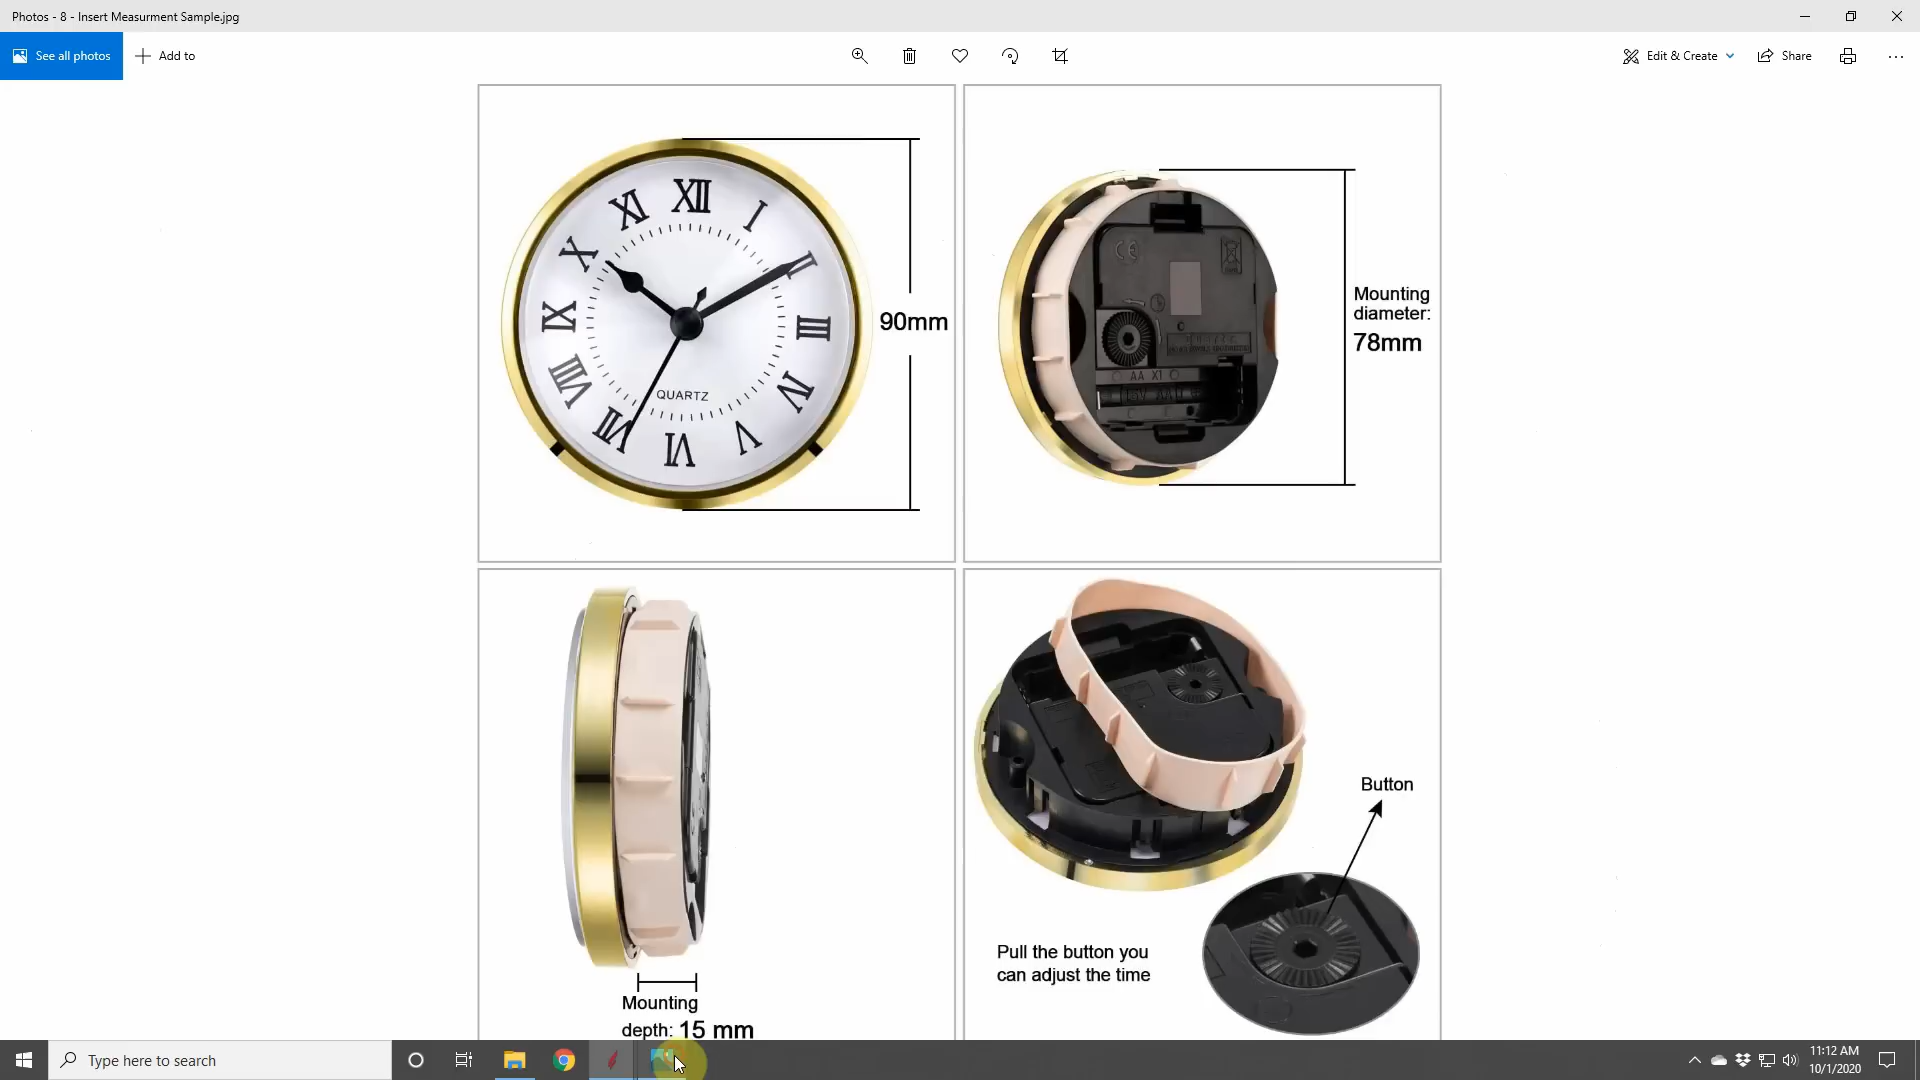 Photos - 8 - Insert Measurment Sample.jpg
See all photos
Add to
Edit & Create
Share
XII
I
II
III
IV
V
VI
VII
VIII
IX
X
XI
QUARTZ
90mm
CE
AA X1
Mounting
diameter:
78mm
Mounting
depth: 15 mm
Button
Pull the button you
can adjust the time
Type here to search
11:12 AM
10/1/2020